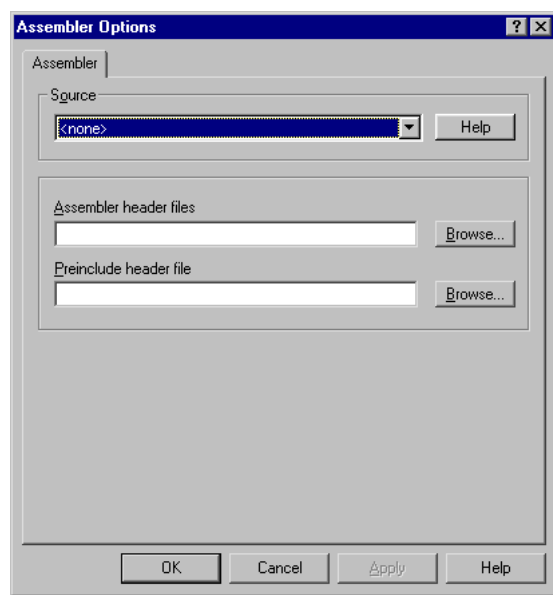 Assembler Options
Assembler
Source
<none>
Help
Assembler header files
Browse...
Preinclude header file
Browse...
OK Cancel Apply Help